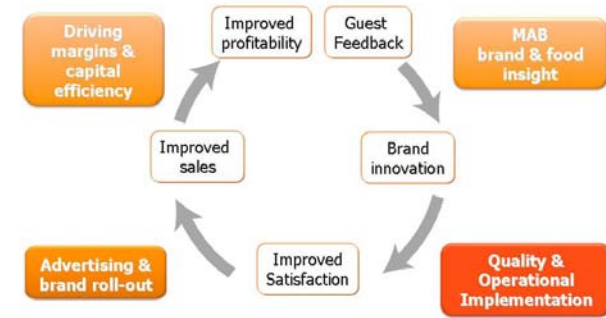 Driving
margins &
capital
efficiency
Improved
profitability
Guest
Feedback
MAB
brand & food
insight
Improved
sales
Brand
innovation
Advertising &
brand roll-out
Improved
Satisfaction
Quality &
Operational
Implementation